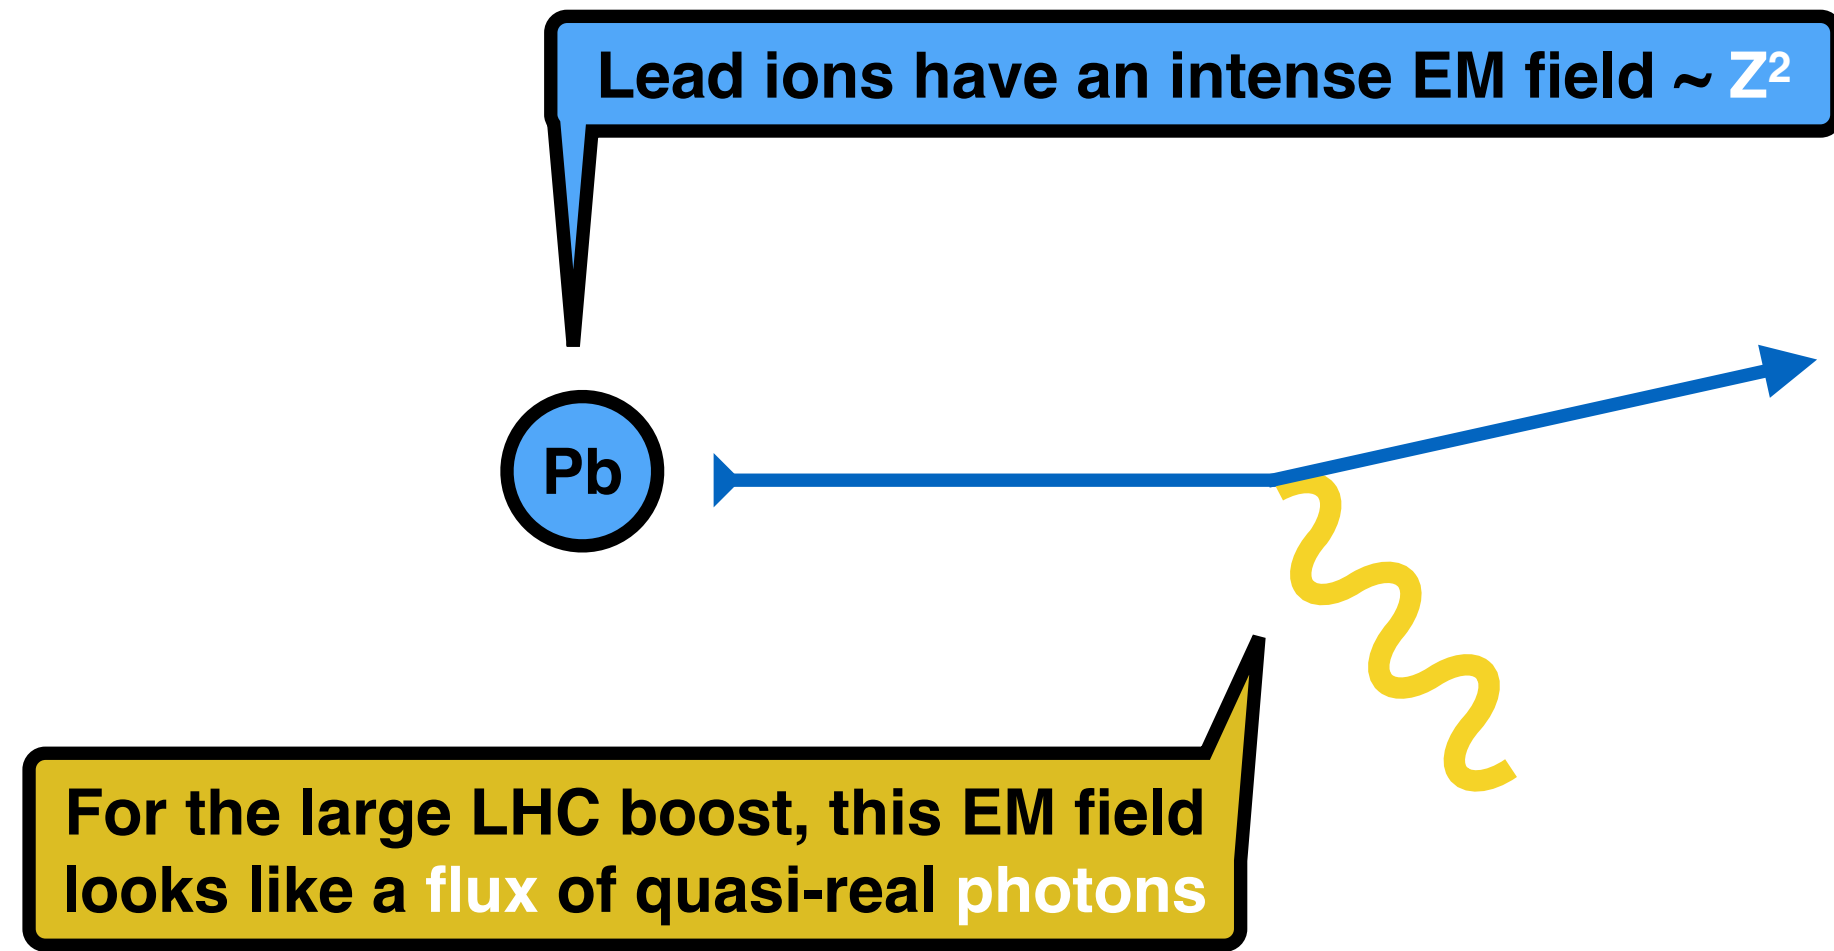 Lead ions have an intense EM field ~ Z²
Pb
For the large LHC boost, this EM field
looks like a flux of quasi-real photons